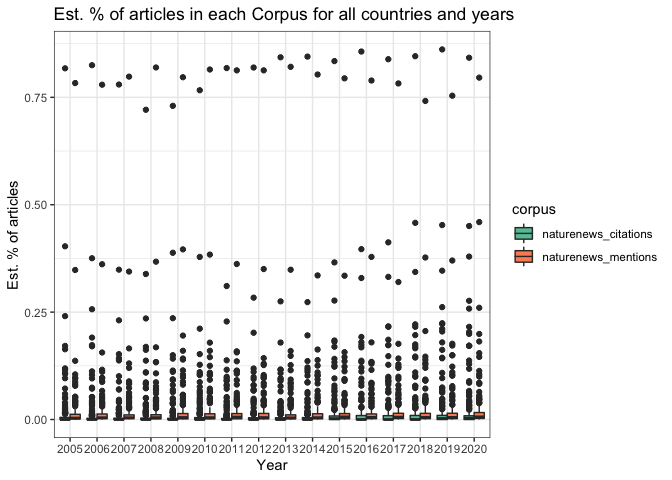 Est. % of articles in each Corpus for all countries and years
Est. % of articles
0.75
0.50
0.25
0.00
2005 2006 2007 2008 2009 2010 2011 2012 2013 2014 2015 2016 2017 2018 2019 2020
Year
corpus
naturenews_citations
naturenews_mentions